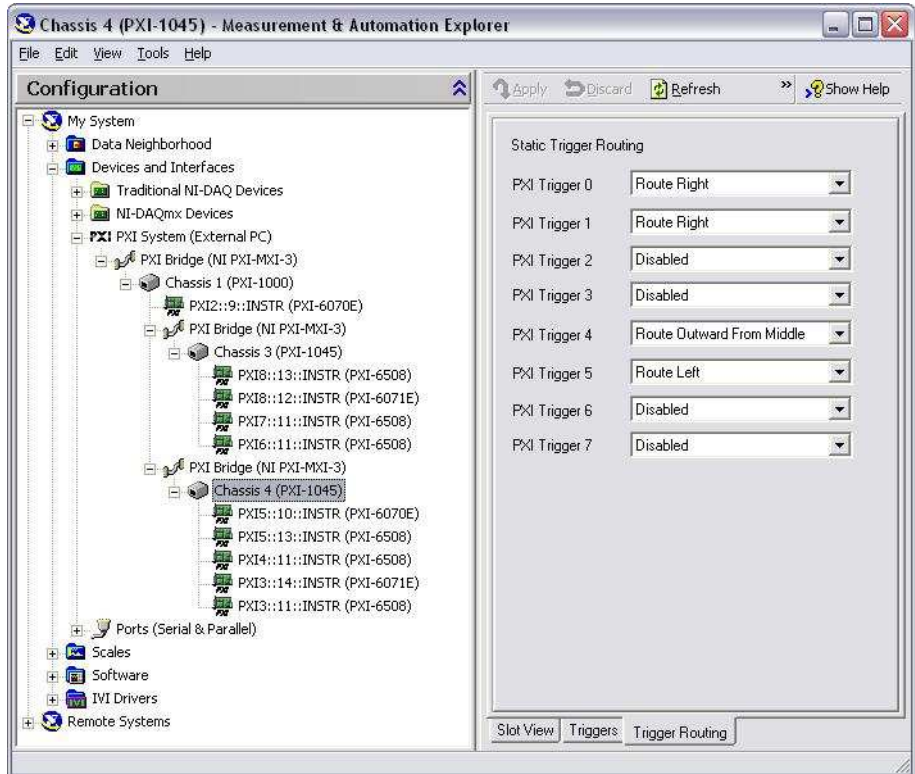 Chassis 4 (PXI-1045) - Measurement & Automation Explorer
File Edit View Tools Help
Configuration
My System
Data Neighborhood
Devices and Interfaces
Traditional NI-DAQ Devices
NI-DAQmx Devices
PXI PXI System (External PC)
PXI Bridge (NI PXI-MXI-3)
Chassis 1 (PXI-1000)
PXI2::9::INSTR (PXI-6070E)
PXI Bridge (NI PXI-MXI-3)
Chassis 3 (PXI-1045)
PXI8::13::INSTR (PXI-6508)
PXI8::12::INSTR (PXI-6071E)
PXI7::11::INSTR (PXI-6508)
PXI6::11::INSTR (PXI-6508)
PXI Bridge (NI PXI-MXI-3)
Chassis 4 (PXI-1045)
PXI5::10::INSTR (PXI-6070E)
PXI5::13::INSTR (PXI-6508)
PXI4::11::INSTR (PXI-6508)
PXI3::14::INSTR (PXI-6071E)
PXI3::11::INSTR (PXI-6508)
Ports (Serial & Parallel)
Scales
Software
IVI Drivers
Remote Systems
Apply Discard Refresh » Show Help
Static Trigger Routing
PXI Trigger 0 Route Right
PXI Trigger 1 Route Right
PXI Trigger 2 Disabled
PXI Trigger 3 Disabled
PXI Trigger 4 Route Outward From Middle
PXI Trigger 5 Route Left
PXI Trigger 6 Disabled
PXI Trigger 7 Disabled
Slot View Triggers Trigger Routing